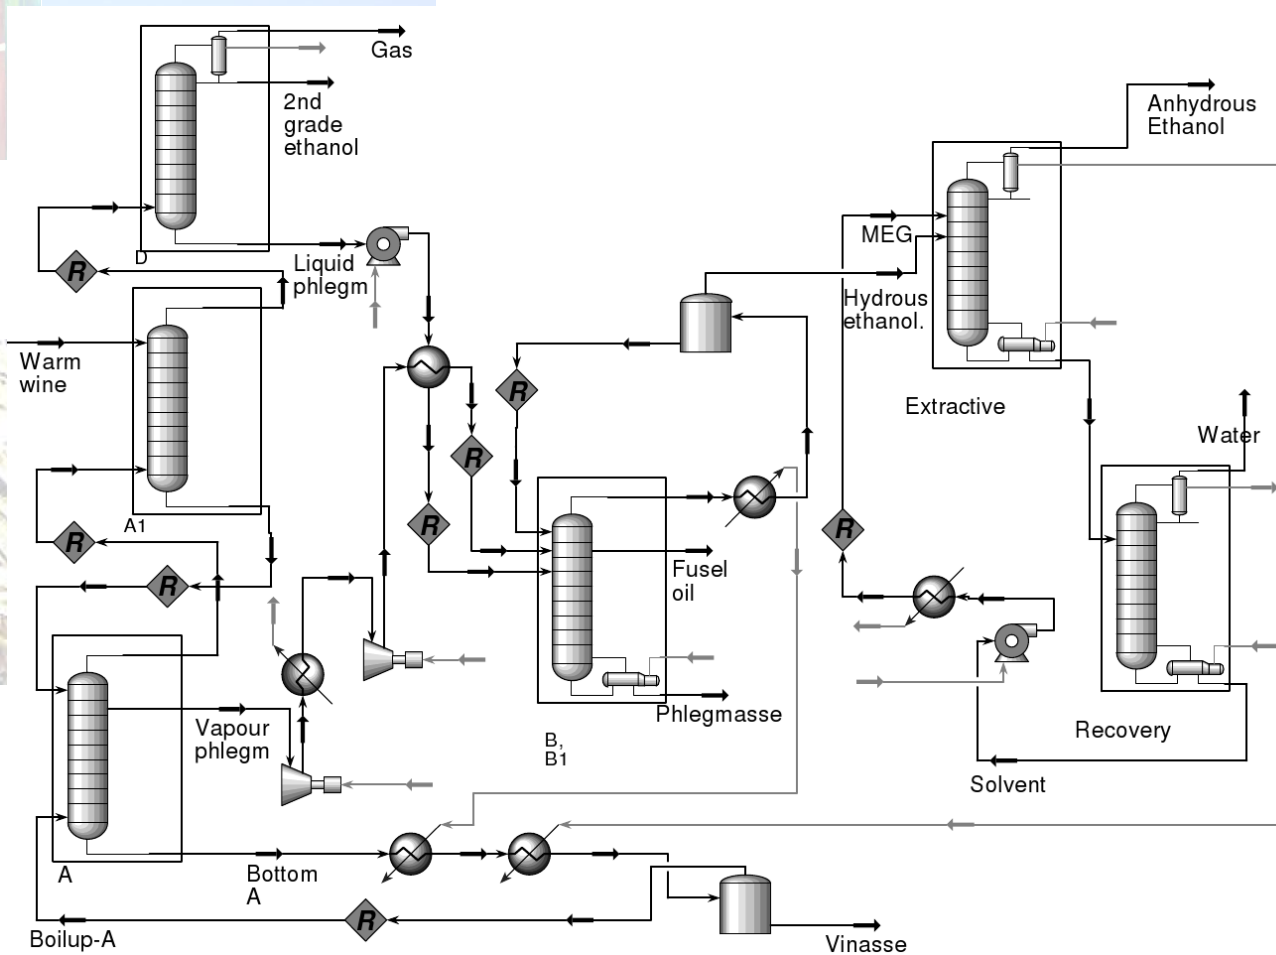 Gas
2nd
grade
ethanol
D
R
Liquid
phlegm
Warm
wine
A1
R
R
A
Vapour
phlegm
Bottom
A
R
Boilup-A
Vinasse
R
R
R
Fusel
oil
Phlegmasse
B,
B1
MEG
Hydrous
ethanol.
Anhydrous
Ethanol
Extractive
Water
R
Recovery
Solvent